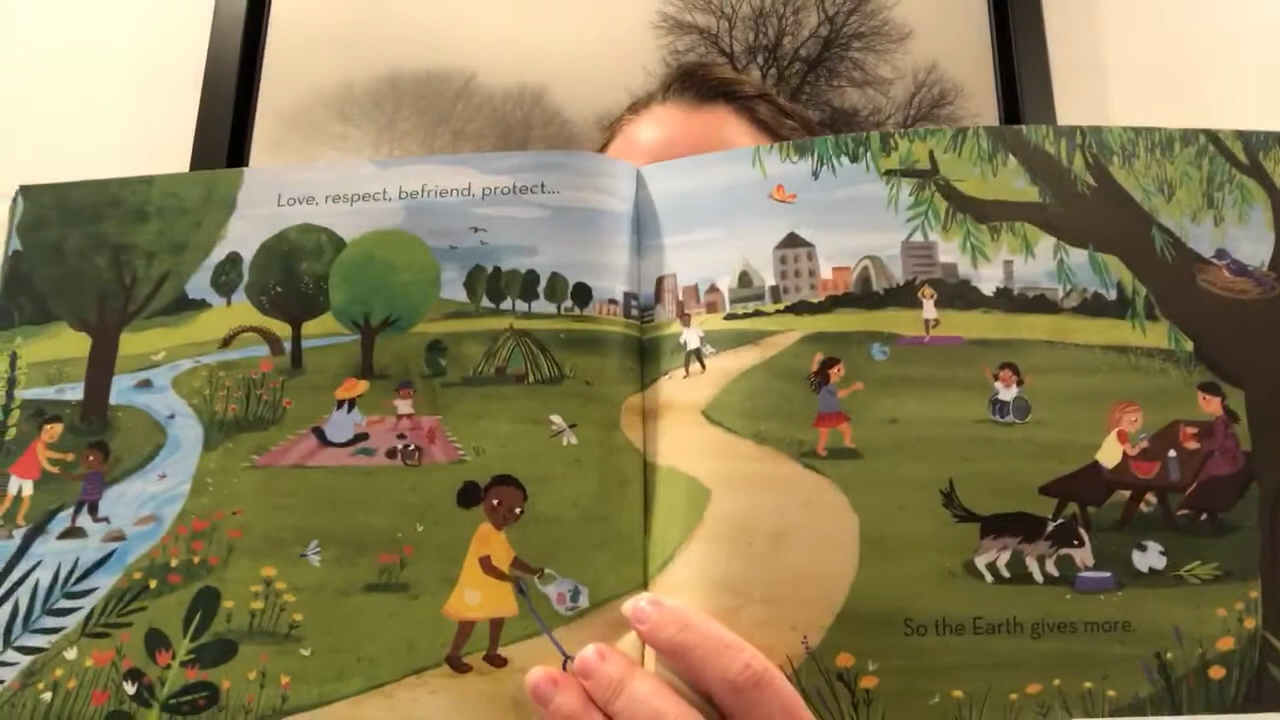 Love, respect, befriend, protect...
So the Earth gives more.